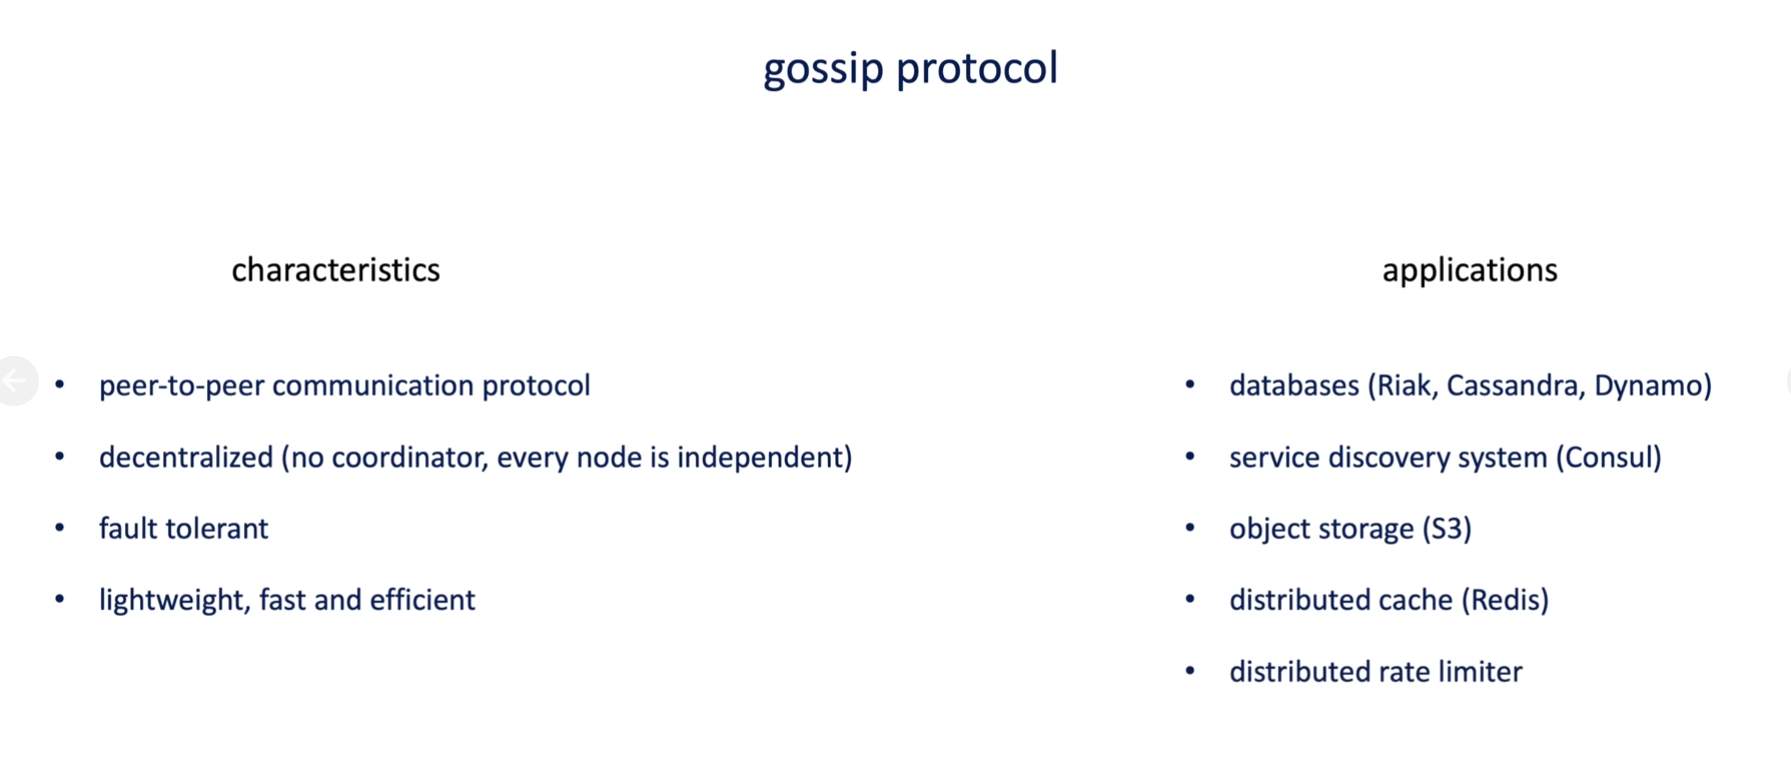 gossip protocol
characteristics
• peer-to-peer communication protocol
• decentralized (no coordinator, every node is independent)
• fault tolerant
• lightweight, fast and efficient
applications
• databases (Riak, Cassandra, Dynamo)
• service discovery system (Consul)
• object storage (S3)
• distributed cache (Redis)
• distributed rate limiter